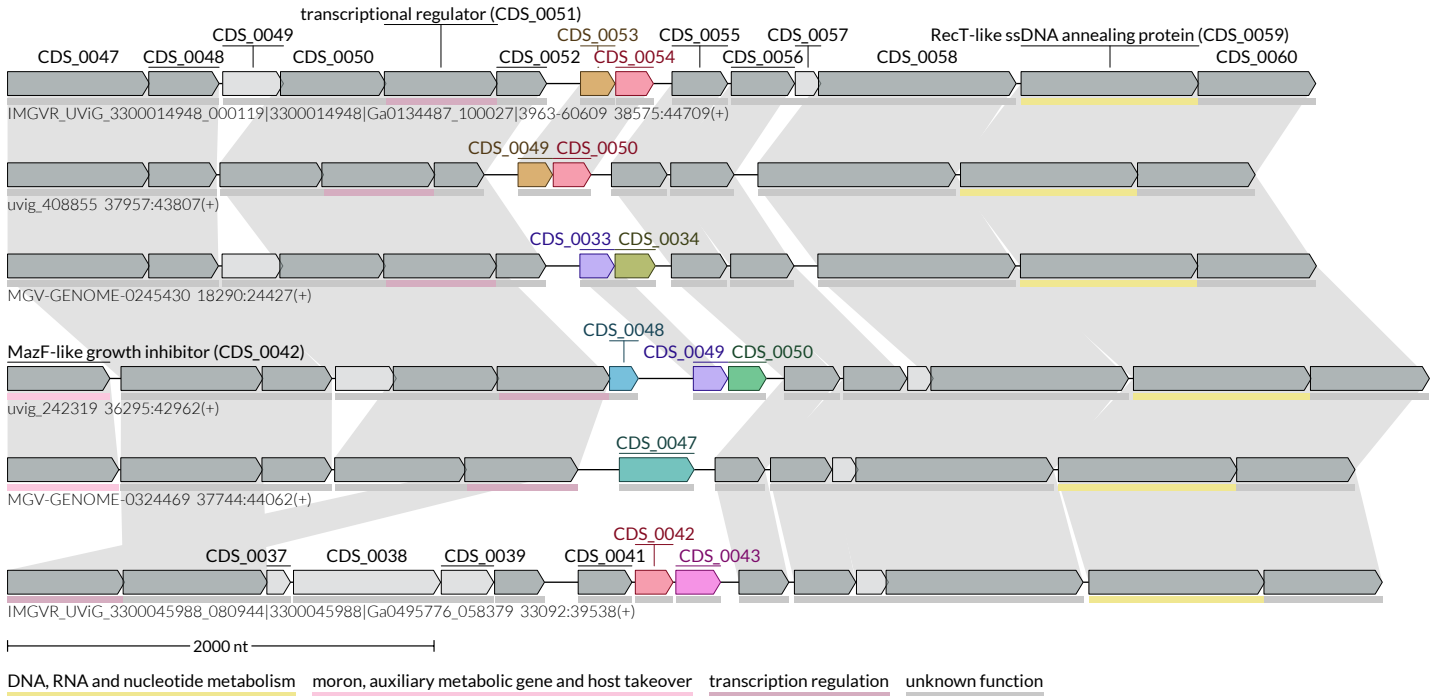 transcriptional regulator (CDS_0051)
CDS_0047 CDS_0048 CDS_0049 CDS_0050 CDS_0052 CDS_0053 CDS_0054 CDS_0055 CDS_0056 CDS_0057 CDS_0058 RecT-like ssDNA annealing protein (CDS_0059) CDS_0060
IMGVR_UViG_3300014948_000119|3300014948|Ga0134487_100027|3963-60609 38575:44709(+)
CDS_0049 CDS_0050
uvig_408855 37957:43807(+)
CDS_0033 CDS_0034
MGV-GENOME-0245430 18290:24427(+)
CDS_0048
MazF-like growth inhibitor (CDS_0042) CDS_0049 CDS_0050
uvig_242319 36295:42962(+)
CDS_0047
MGV-GENOME-0324469 37744:44062(+)
CDS_0042
CDS_0037 CDS_0038 CDS_0039 CDS_0041 CDS_0043
IMGVR_UViG_3300045988_080944|3300045988|Ga0495776_058379 33092:39538(+)
2000 nt
DNA, RNA and nucleotide metabolism moron, auxiliary metabolic gene and host takeover transcription regulation unknown function